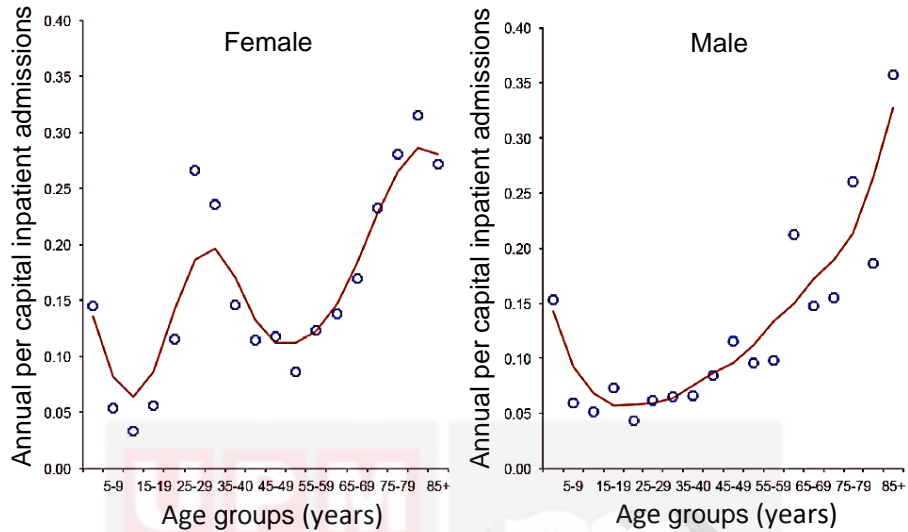 Female
Annual per capital inpatient admissions
0.40
0.35
0.30
0.25
0.20
0.15
0.10
0.05
0.00
5-9 15-19 25-29 35-40 45-49 55-59 65-69 75-79 85+
Age groups (years)
Male
Annual per capital inpatient admissions
0.40
0.35
0.30
0.25
0.20
0.15
0.10
0.05
0.00
5-9 15-19 25-29 35-40 45-49 55-59 65-69 75-79 85+
Age groups (years)
UPM